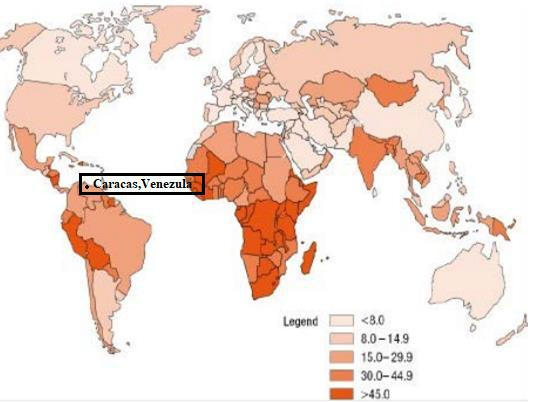 Caracas,Venezula
Legend
<8.0
8.0–14.9
15.0–29.9
30.0–44.9
>45.0